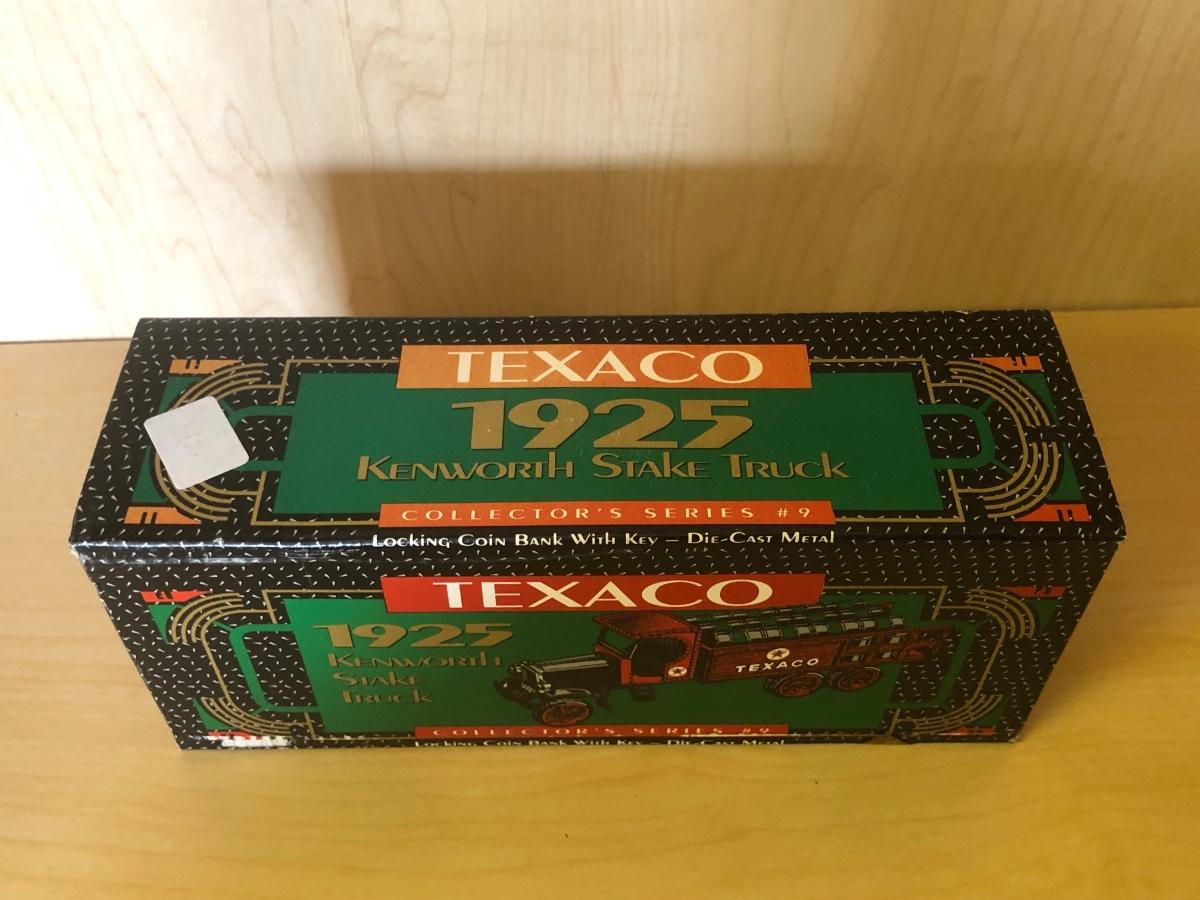 TEXACO
1925
KENWORTH STAKE TRUCK
COLLECTOR'S SERIES #9
LOCKING COIN BANK WITH KEY – DIE-CAST METAL
TEXACO
1925
KENWORTH
STAKE
TRUCK
TEXACO
COLLECTOR'S SERIES #9
LOCKING COIN BANK WITH KEY – DIE-CAST METAL